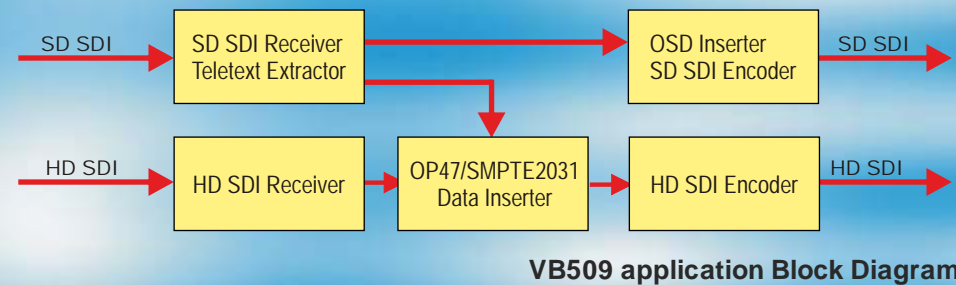 SD SDI
SD SDI Receiver
Teletext Extractor
OSD Inserter
SD SDI Encoder
SD SDI
HD SDI
HD SDI Receiver
OP47/SMPTE2031
Data Inserter
HD SDI Encoder
HD SDI
VB509 application Block Diagram